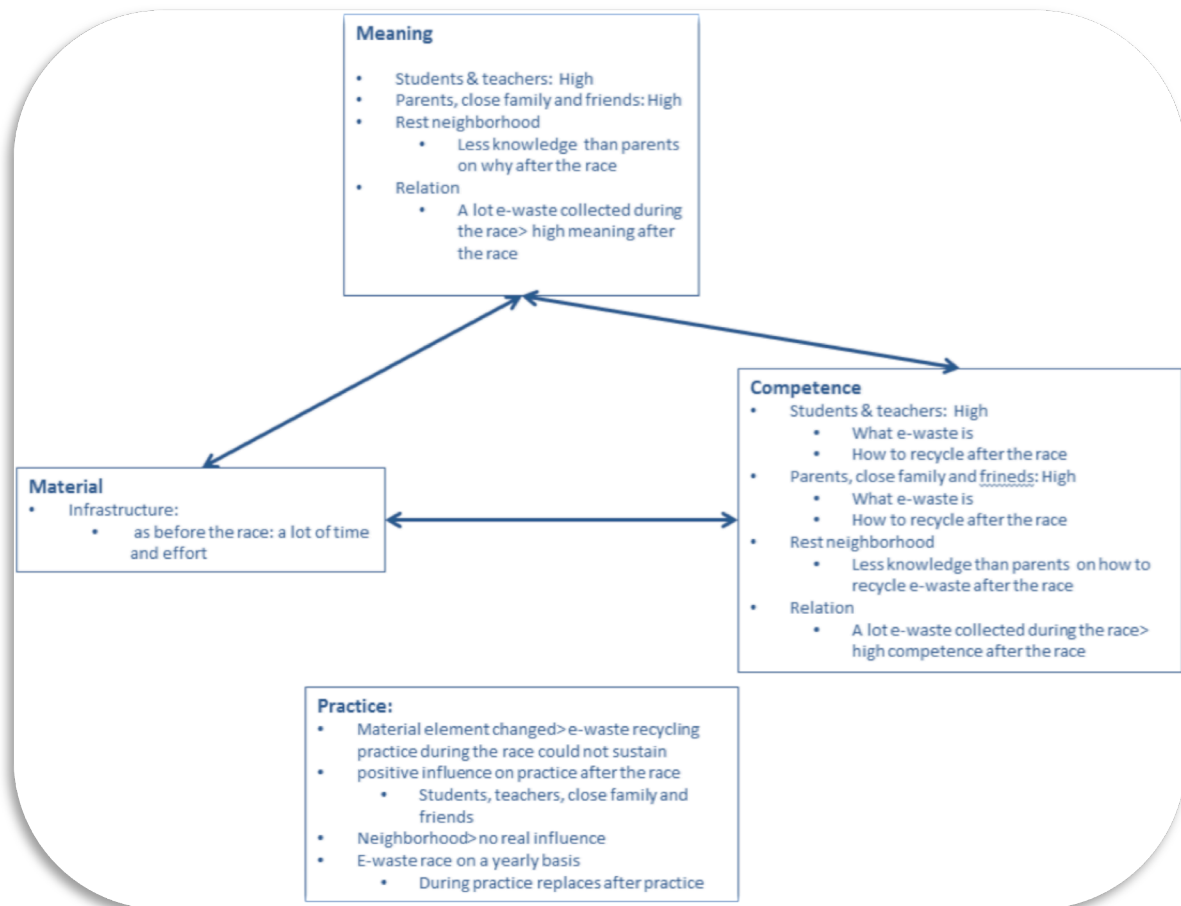 Meaning
• Students & teachers: High
• Parents, close family and friends: High
• Rest neighborhood
• Less knowledge than parents
on why after the race
• Relation
• A lot e-waste collected during
the race> high meaning after
the race
Competence
• Students & teachers: High
• What e-waste is
• How to recycle after the race
• Parents, close family and frineds: High
• What e-waste is
• How to recycle after the race
• Rest neighborhood
• Less knowledge than parents on how to
recycle e-waste after the race
• Relation
• A lot e-waste collected during the race>
high competence after the race
Material
• Infrastructure:
• as before the race: a lot of time
and effort
Practice:
• Material element changed> e-waste recycling
practice during the race could not sustain
• positive influence on practice after the race
• Students, teachers, close family and
friends
• Neighborhood> no real influence
• E-waste race on a yearly basis
• During practice replaces after practice